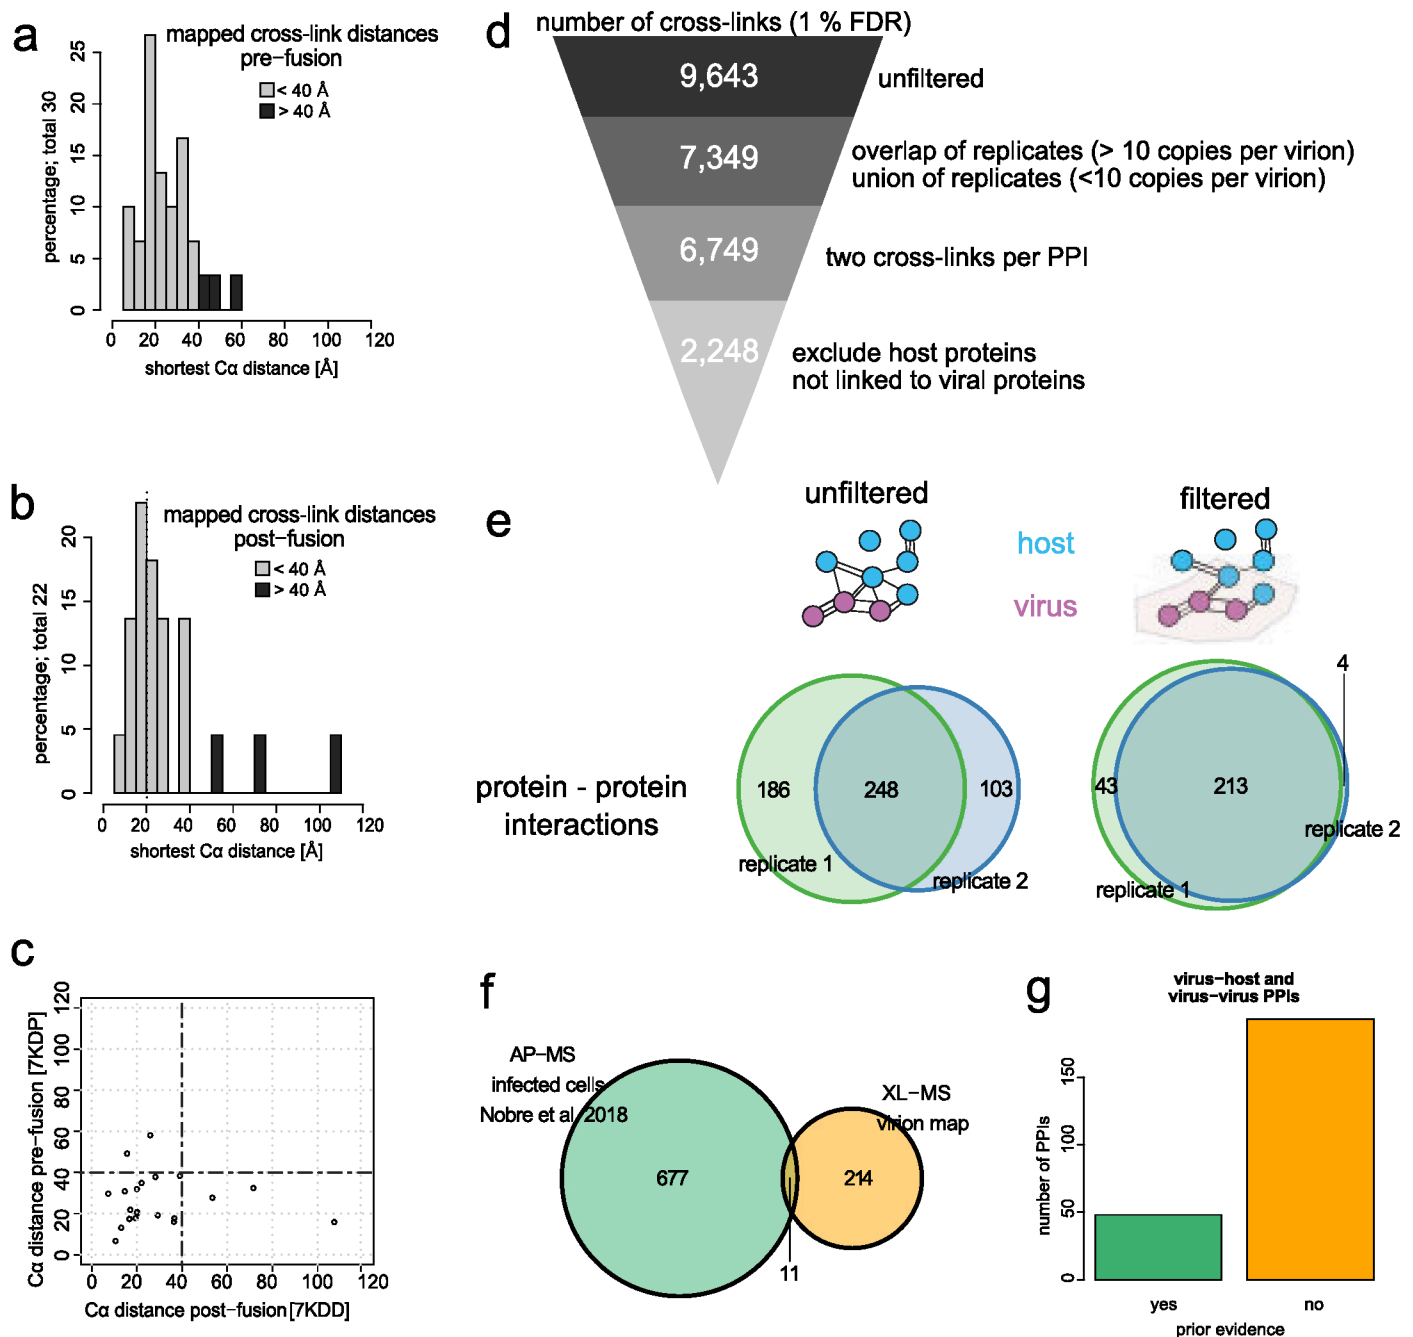 a
mapped cross-link distances
pre-fusion
< 40 Å
> 40 Å
percentage; total 30
0
5
10
15
20
25
0
20
40
60
80
100
120
shortest Cα distance [Å]
b
mapped cross-link distances
post-fusion
< 40 Å
> 40 Å
percentage; total 22
0
5
10
15
20
0
20
40
60
80
100
120
shortest Cα distance [Å]
c
Cα distance pre-fusion [7KDP]
0
20
40
60
80
100
120
0
20
40
60
80
100
120
Cα distance post-fusion [7KDD]
d
number of cross-links (1 % FDR)
9,643
unfiltered
7,349
overlap of replicates (> 10 copies per virion)
union of replicates (<10 copies per virion)
6,749
two cross-links per PPI
2,248
exclude host proteins
not linked to viral proteins
e
unfiltered
filtered
host
virus
protein - protein
interactions
186
248
103
replicate 1
replicate 2
43
213
4
replicate 1
replicate 2
f
AP-MS
infected cells
Nobre et al. 2018
XL-MS
virion map
677
11
214
g
virus-host and
virus-virus PPIs
number of PPIs
0
50
100
150
yes
no
prior evidence